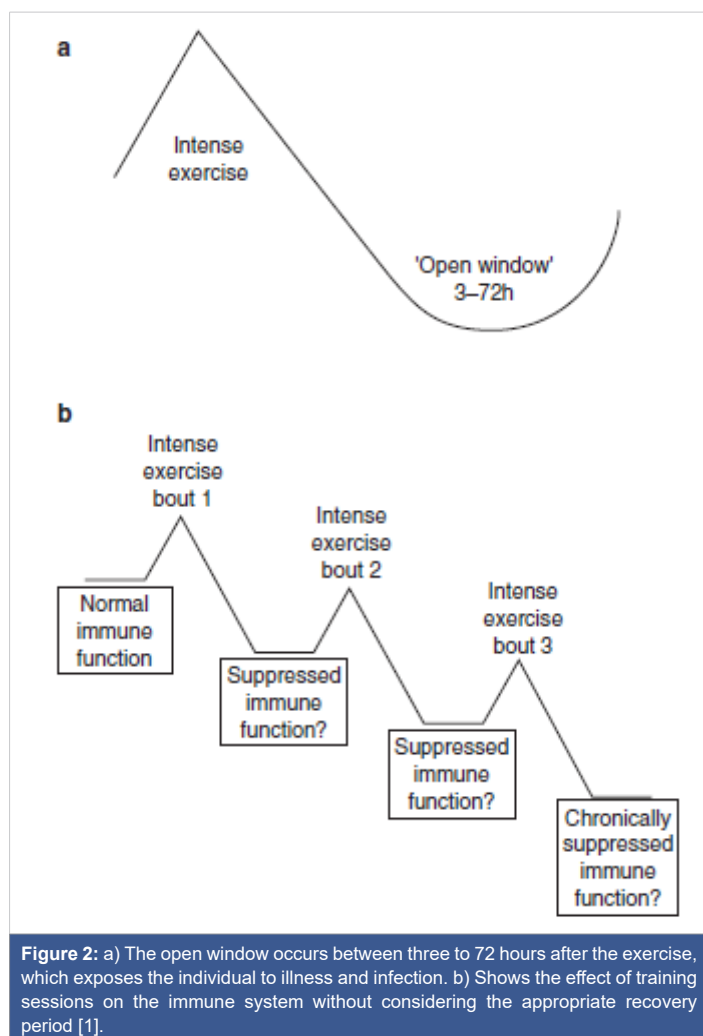 a
Intense
exercise
'Open window'
3–72h
b
Intense
exercise
bout 1
Intense
exercise
bout 2
Intense
exercise
bout 3
Normal
immune
function
Suppressed
immune
function?
Suppressed
immune
function?
Chronically
suppressed
immune
function?
Figure 2: a) The open window occurs between three to 72 hours after the exercise,
which exposes the individual to illness and infection. b) Shows the effect of training
sessions on the immune system without considering the appropriate recovery
period [1].